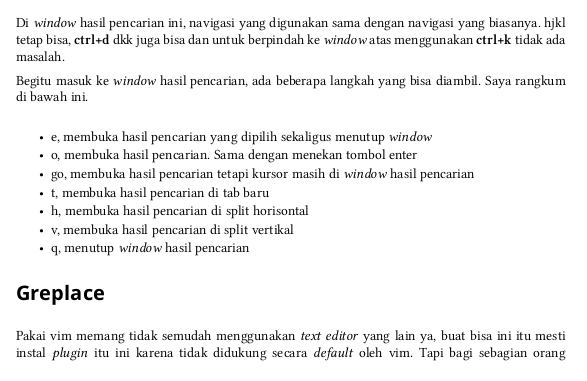 Di window hasil pencarian ini, navigasi yang digunakan sama dengan navigasi yang biasanya. hjkl
tetap bisa, ctrl+d dkk juga bisa dan untuk berpindah ke window atas menggunakan ctrl+k tidak ada
masalah.
Begitu masuk ke window hasil pencarian, ada beberapa langkah yang bisa diambil. Saya rangkum
di bawah ini.
• e, membuka hasil pencarian yang dipilih sekaligus menutup window
• o, membuka hasil pencarian. Sama dengan menekan tombol enter
• go, membuka hasil pencarian tetapi kursor masih di window hasil pencarian
• t, membuka hasil pencarian di tab baru
• h, membuka hasil pencarian di split horisontal
• v, membuka hasil pencarian di split vertikal
• q, menutup window hasil pencarian
Greplace
Pakai vim memang tidak semudah menggunakan text editor yang lain ya, buat bisa ini itu mesti
instal plugin itu ini karena tidak didukung secara default oleh vim. Tapi bagi sebagian orang